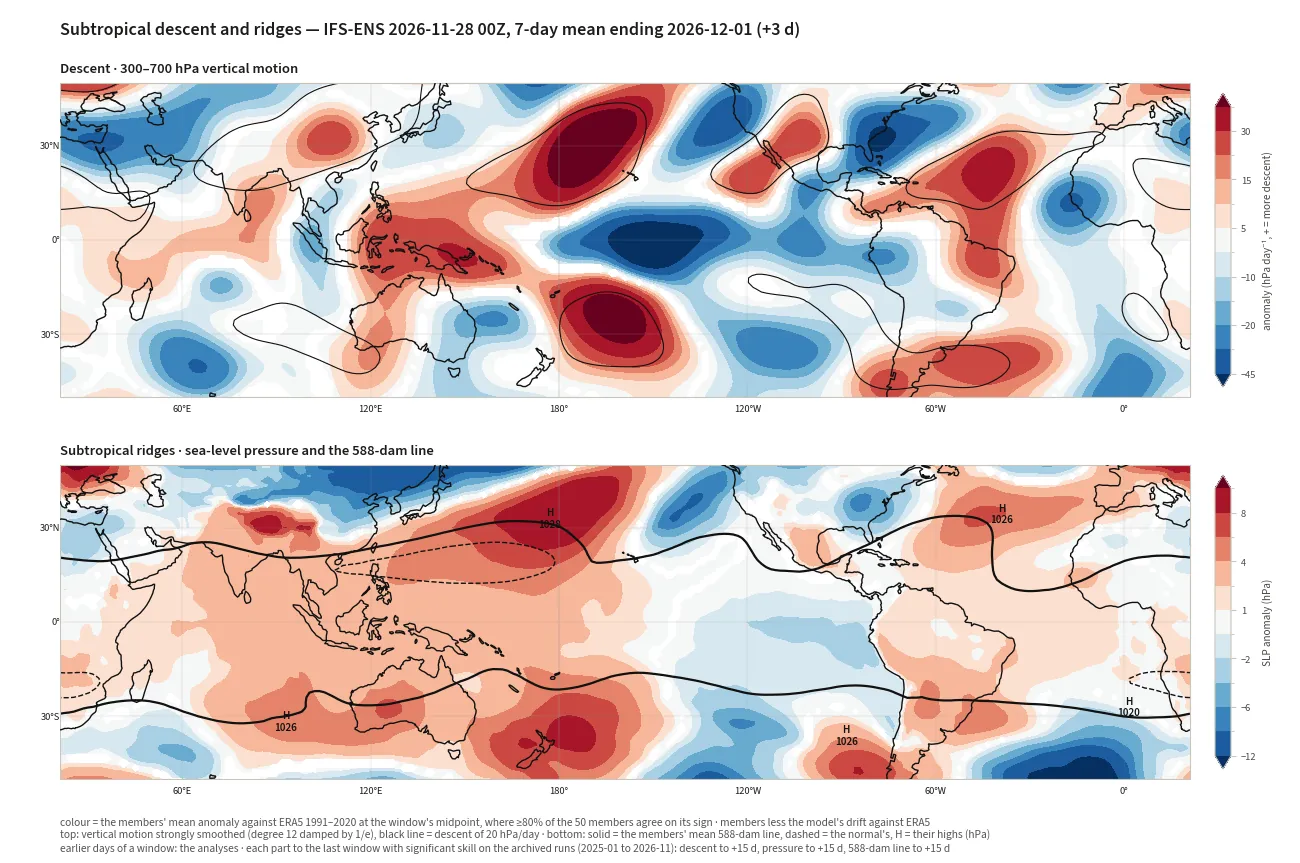 Subtropical descent and ridges — IFS-ENS 2026-11-28 00Z, 7-day mean ending 2026-12-01 (+3 d)
Descent · 300–700 hPa vertical motion
30°N
0°
30°S
60°E
120°E
180°
120°W
60°W
0°
30
15
5
−10
−20
−45
anomaly (hPa day⁻¹, + = more descent)
Subtropical ridges · sea-level pressure and the 588-dam line
H
1028
H
1026
H
1026
H
1026
H
1020
30°N
0°
30°S
60°E
120°E
180°
120°W
60°W
0°
8
4
1
−2
−6
−12
SLP anomaly (hPa)
colour = the members' mean anomaly against ERA5 1991–2020 at the window's midpoint, where ≥80% of the 50 members agree on its sign · members less the model's drift against ERA5
top: vertical motion strongly smoothed (degree 12 damped by 1/e), black line = descent of 20 hPa/day · bottom: solid = the members' mean 588-dam line, dashed = the normal's, H = their highs (hPa)
earlier days of a window: the analyses · each part to the last window with significant skill on the archived runs (2025-01 to 2026-11): descent to +15 d, pressure to +15 d, 588-dam line to +15 d